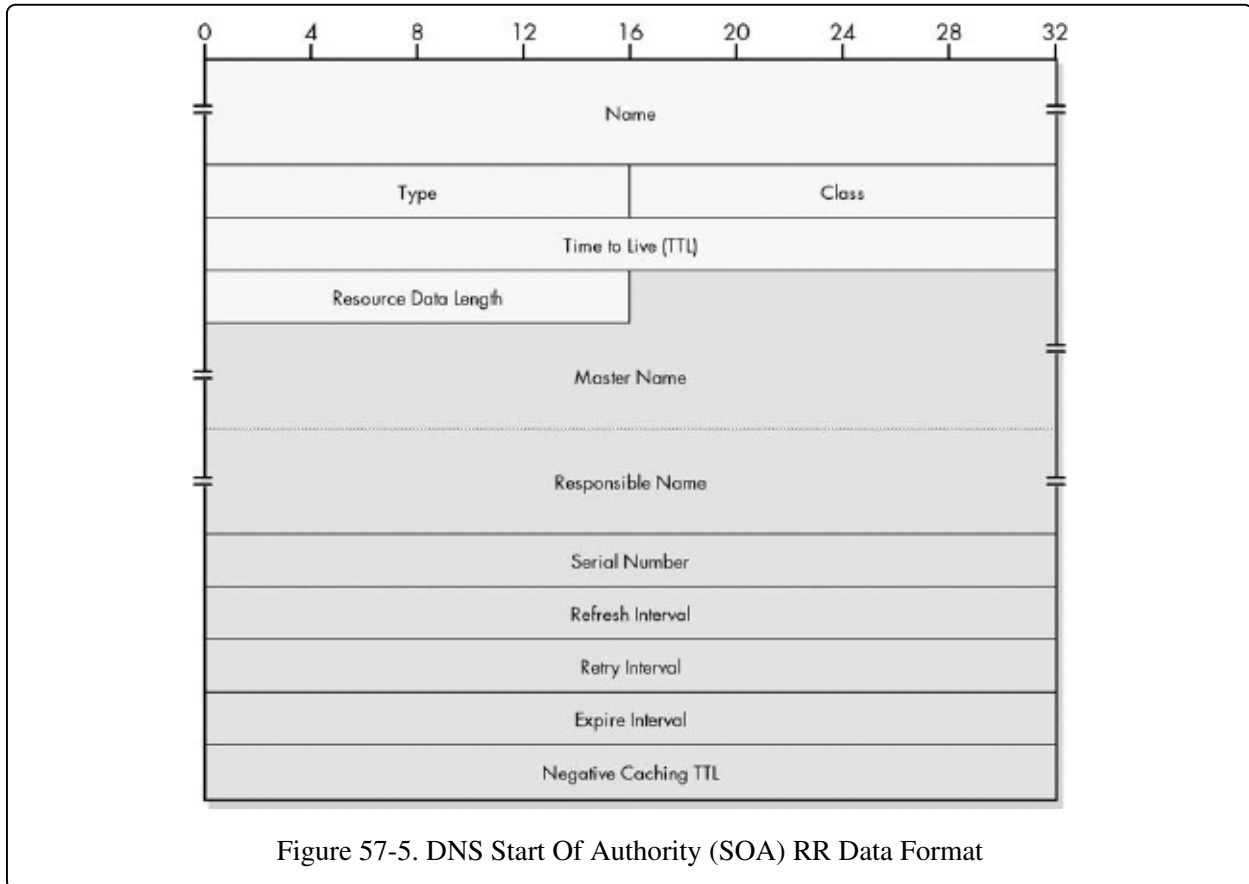 0 4 8 12 16 20 24 28 32
Name
Type Class
Time to Live (TTL)
Resource Data Length
Master Name
Responsible Name
Serial Number
Refresh Interval
Retry Interval
Expire Interval
Negative Caching TTL
Figure 57-5. DNS Start Of Authority (SOA) RR Data Format